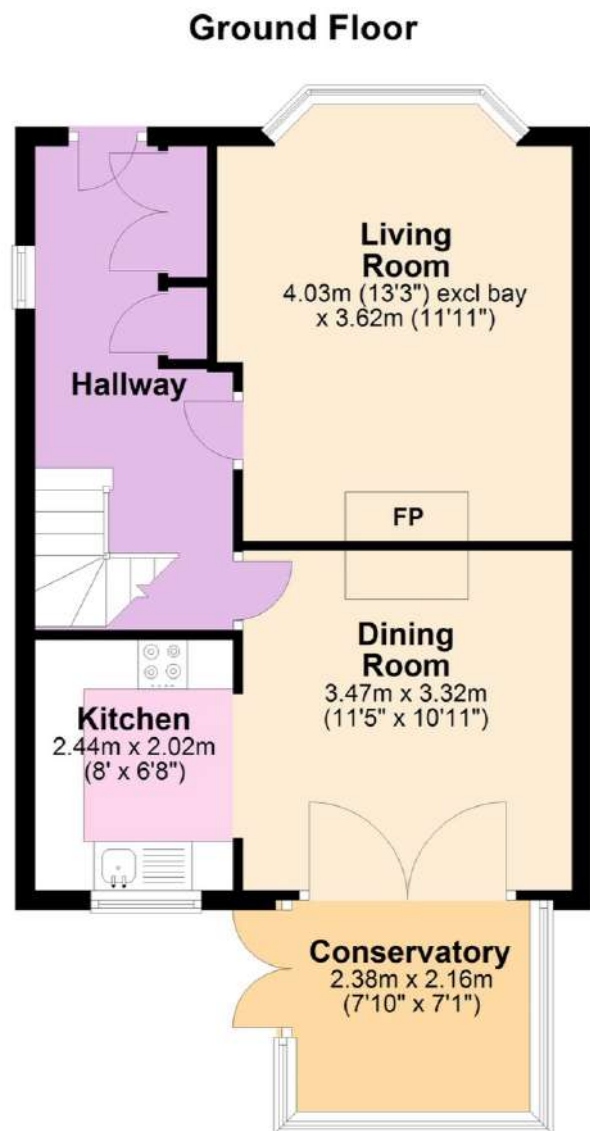 Ground Floor
Living
Room
4.03m (13'3") excl bay
x 3.62m (11'11")
Hallway
FP
Dining
Room
3.47m x 3.32m
(11'5" x 10'11")
Kitchen
2.44m x 2.02m
(8' x 6'8")
Conservatory
2.38m x 2.16m
(7'10" x 7'1")